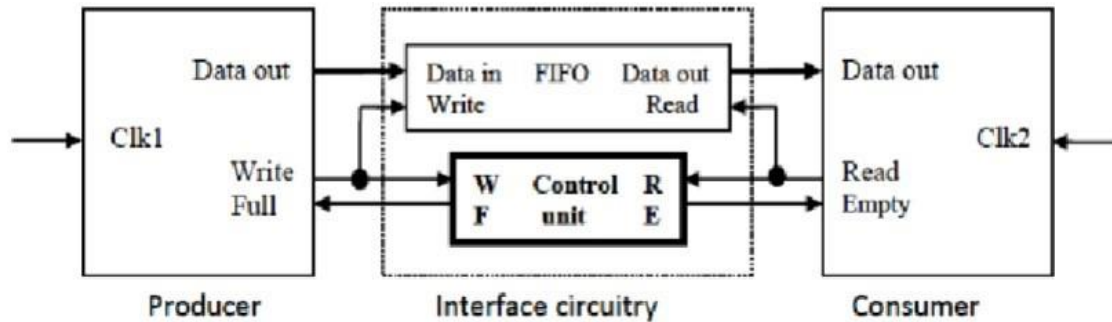 Data out
Clk1
Write
Full
Data in FIFO Data out
Write Read
W Control R
F unit E
Data out
Clk2
Read
Empty
Producer Interface circuitry Consumer